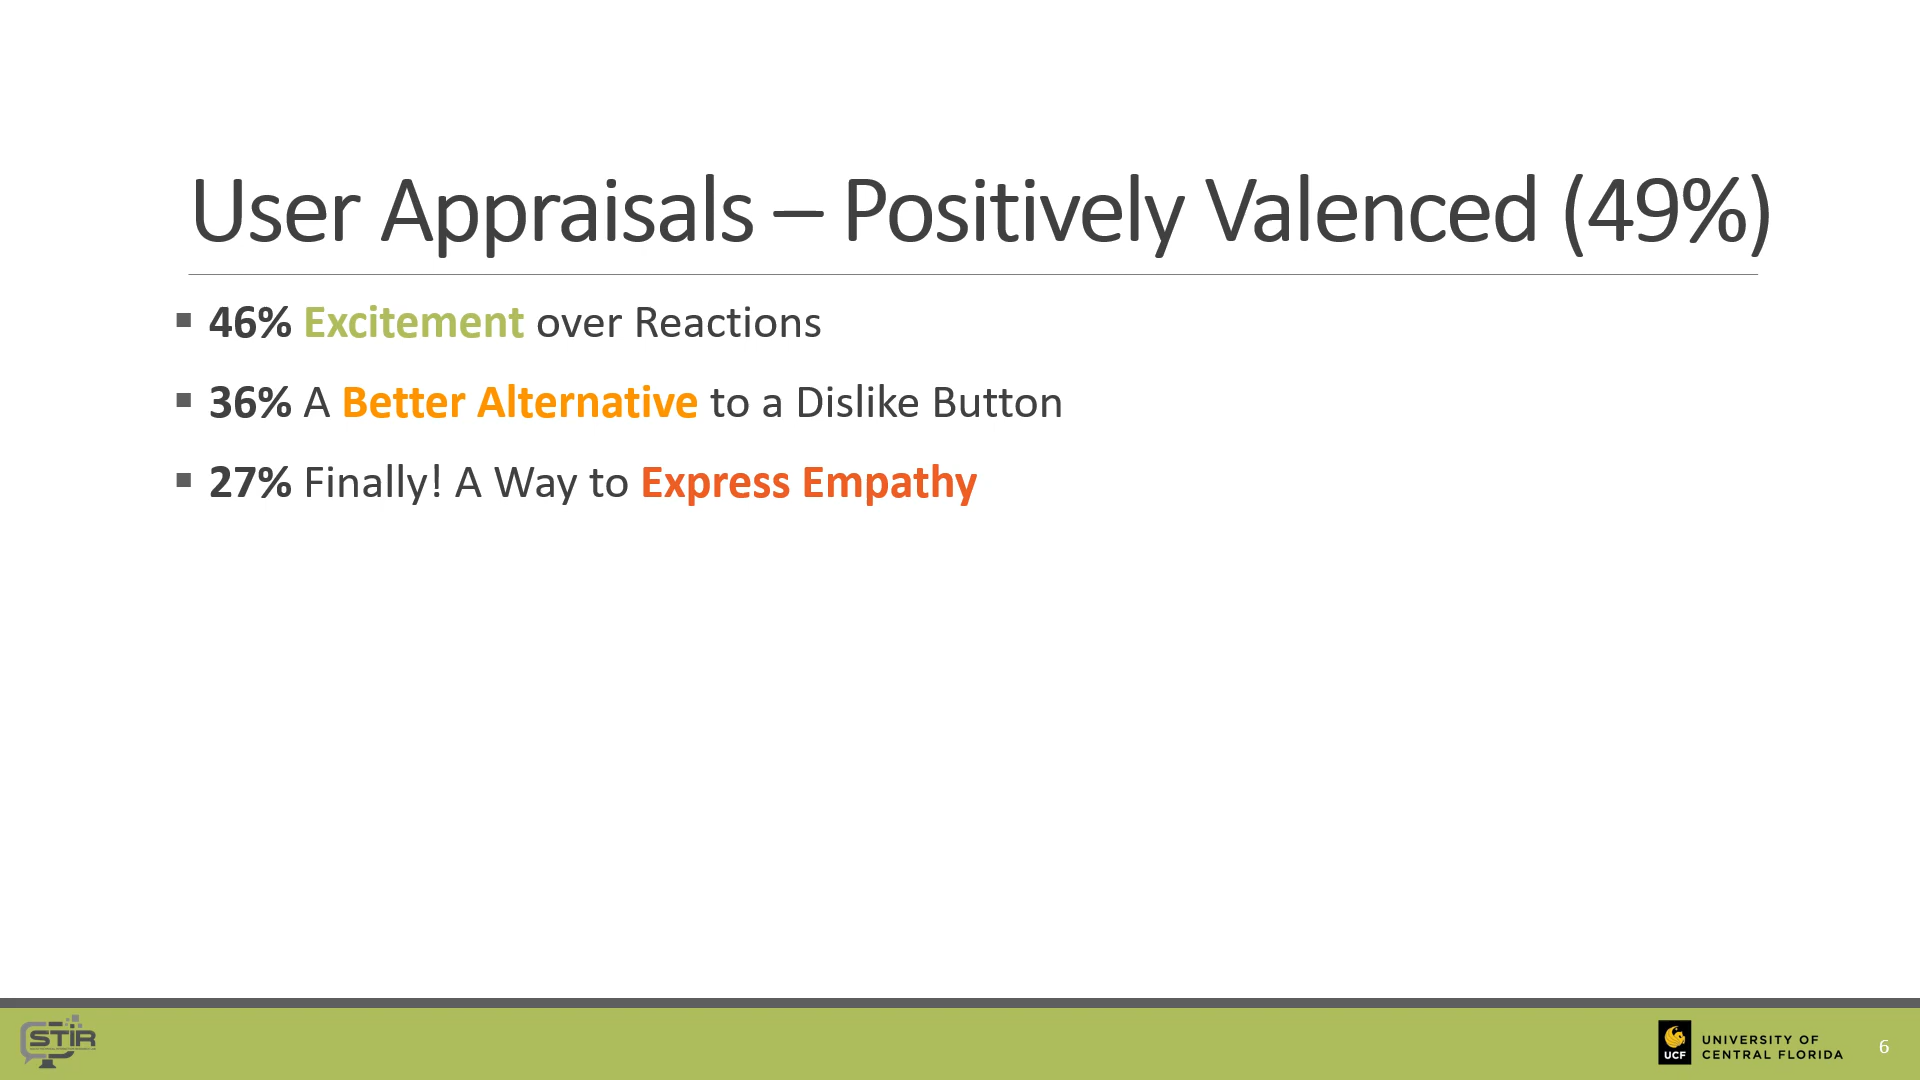 User Appraisals – Positively Valenced (49%)
▪ 46% Excitement over Reactions
▪ 36% A Better Alternative to a Dislike Button
▪ 27% Finally! A Way to Express Empathy
STIR
UCF
UNIVERSITY OF
CENTRAL FLORIDA
6